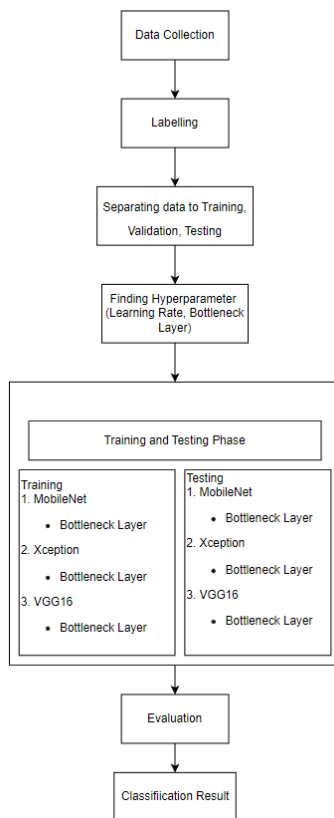 Data Collection
Labelling
Separating data to Training,
Validation, Testing
Finding Hyperparameter
(Learning Rate, Bottleneck
Layer)
Training and Testing Phase
Training
1. MobileNet
• Bottleneck Layer
2. Xception
• Bottleneck Layer
3. VGG16
• Bottleneck Layer
Testing
1. MobileNet
• Bottleneck Layer
2. Xception
• Bottleneck Layer
3. VGG16
• Bottleneck Layer
Evaluation
Classifiication Result